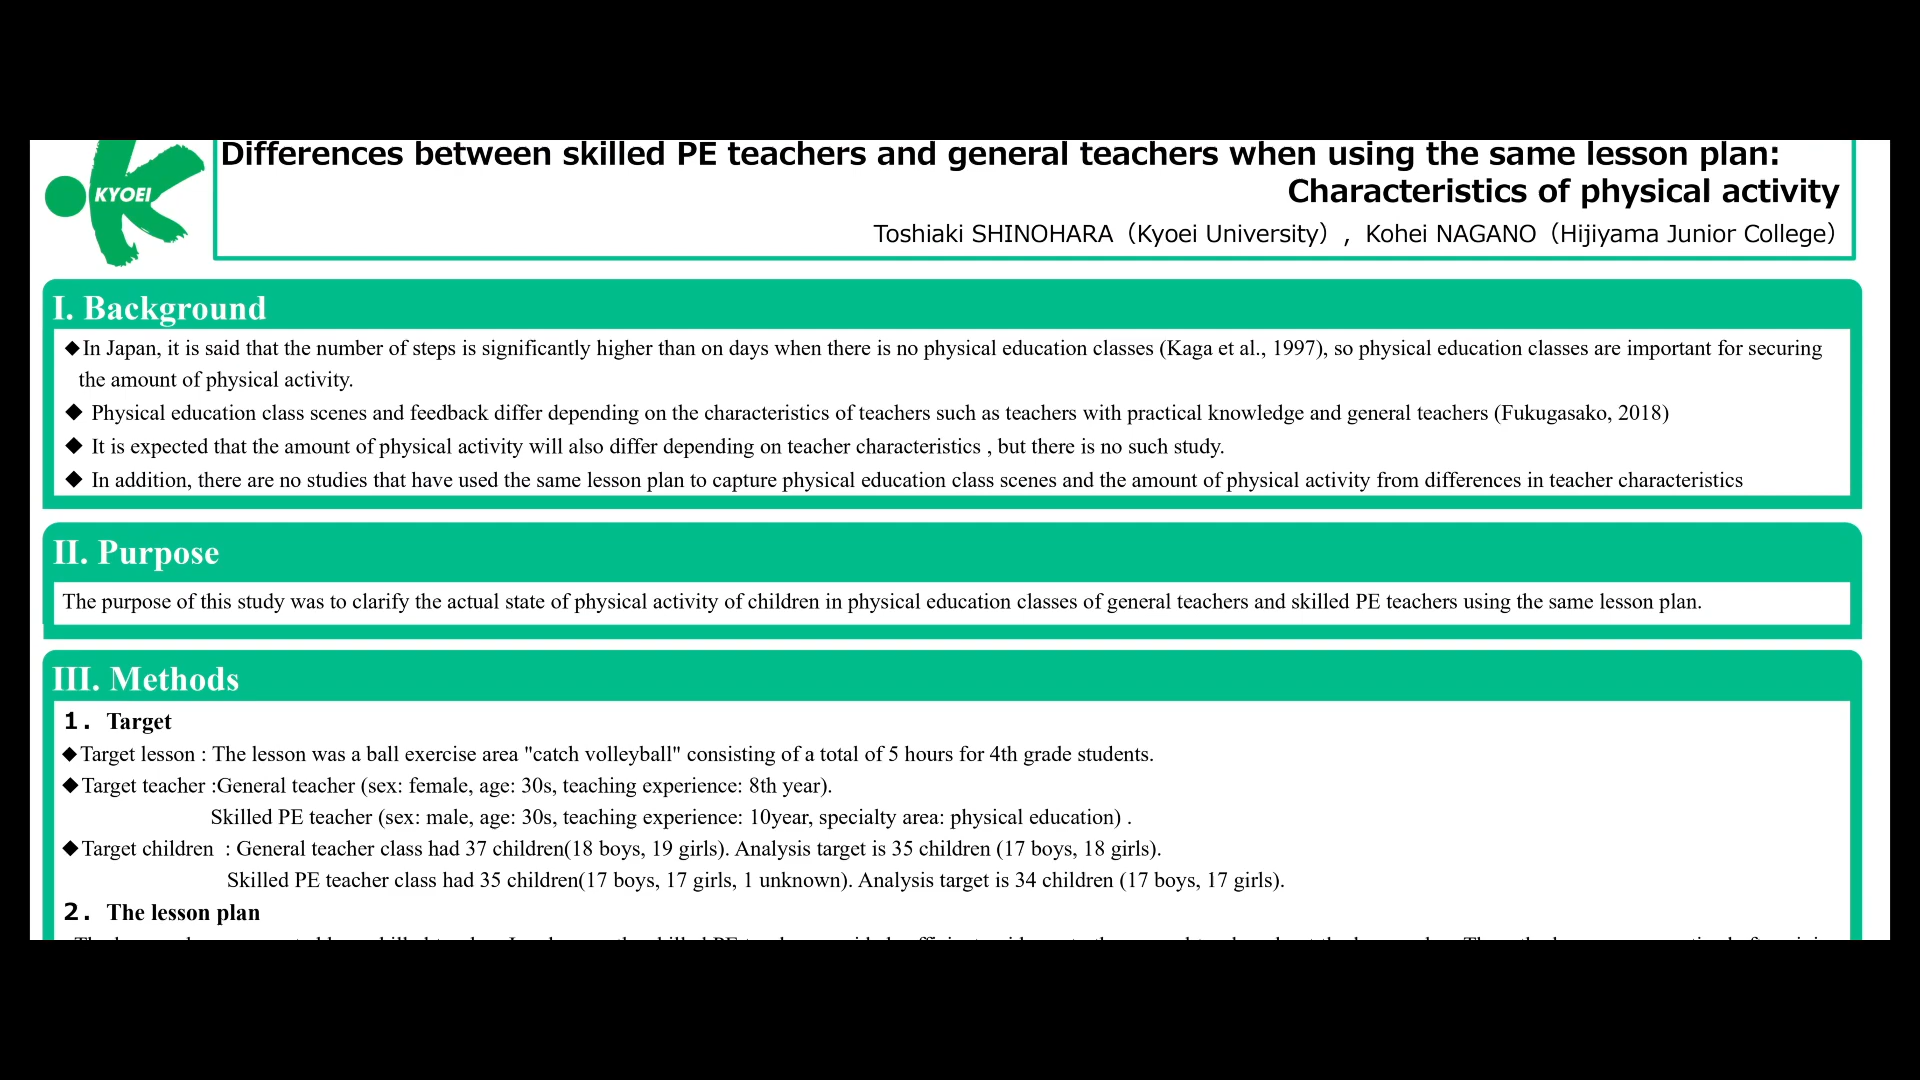 KYOEI
Differences between skilled PE teachers and general teachers when using the same lesson plan:
Characteristics of physical activity
Toshiaki SHINOHARA（Kyoei University）, Kohei NAGANO（Hijiyama Junior College）
I. Background
◆In Japan, it is said that the number of steps is significantly higher than on days when there is no physical education classes (Kaga et al., 1997), so physical education classes are important for securing
the amount of physical activity.
◆ Physical education class scenes and feedback differ depending on the characteristics of teachers such as teachers with practical knowledge and general teachers (Fukugasako, 2018)
◆ It is expected that the amount of physical activity will also differ depending on teacher characteristics , but there is no such study.
◆ In addition, there are no studies that have used the same lesson plan to capture physical education class scenes and the amount of physical activity from differences in teacher characteristics
II. Purpose
The purpose of this study was to clarify the actual state of physical activity of children in physical education classes of general teachers and skilled PE teachers using the same lesson plan.
III. Methods
１．Target
◆Target lesson : The lesson was a ball exercise area "catch volleyball" consisting of a total of 5 hours for 4th grade students.
◆Target teacher :General teacher (sex: female, age: 30s, teaching experience: 8th year).
Skilled PE teacher (sex: male, age: 30s, teaching experience: 10year, specialty area: physical education) .
◆Target children : General teacher class had 37 children(18 boys, 19 girls). Analysis target is 35 children (17 boys, 18 girls).
Skilled PE teacher class had 35 children(17 boys, 17 girls, 1 unknown). Analysis target is 34 children (17 boys, 17 girls).
２．The lesson plan